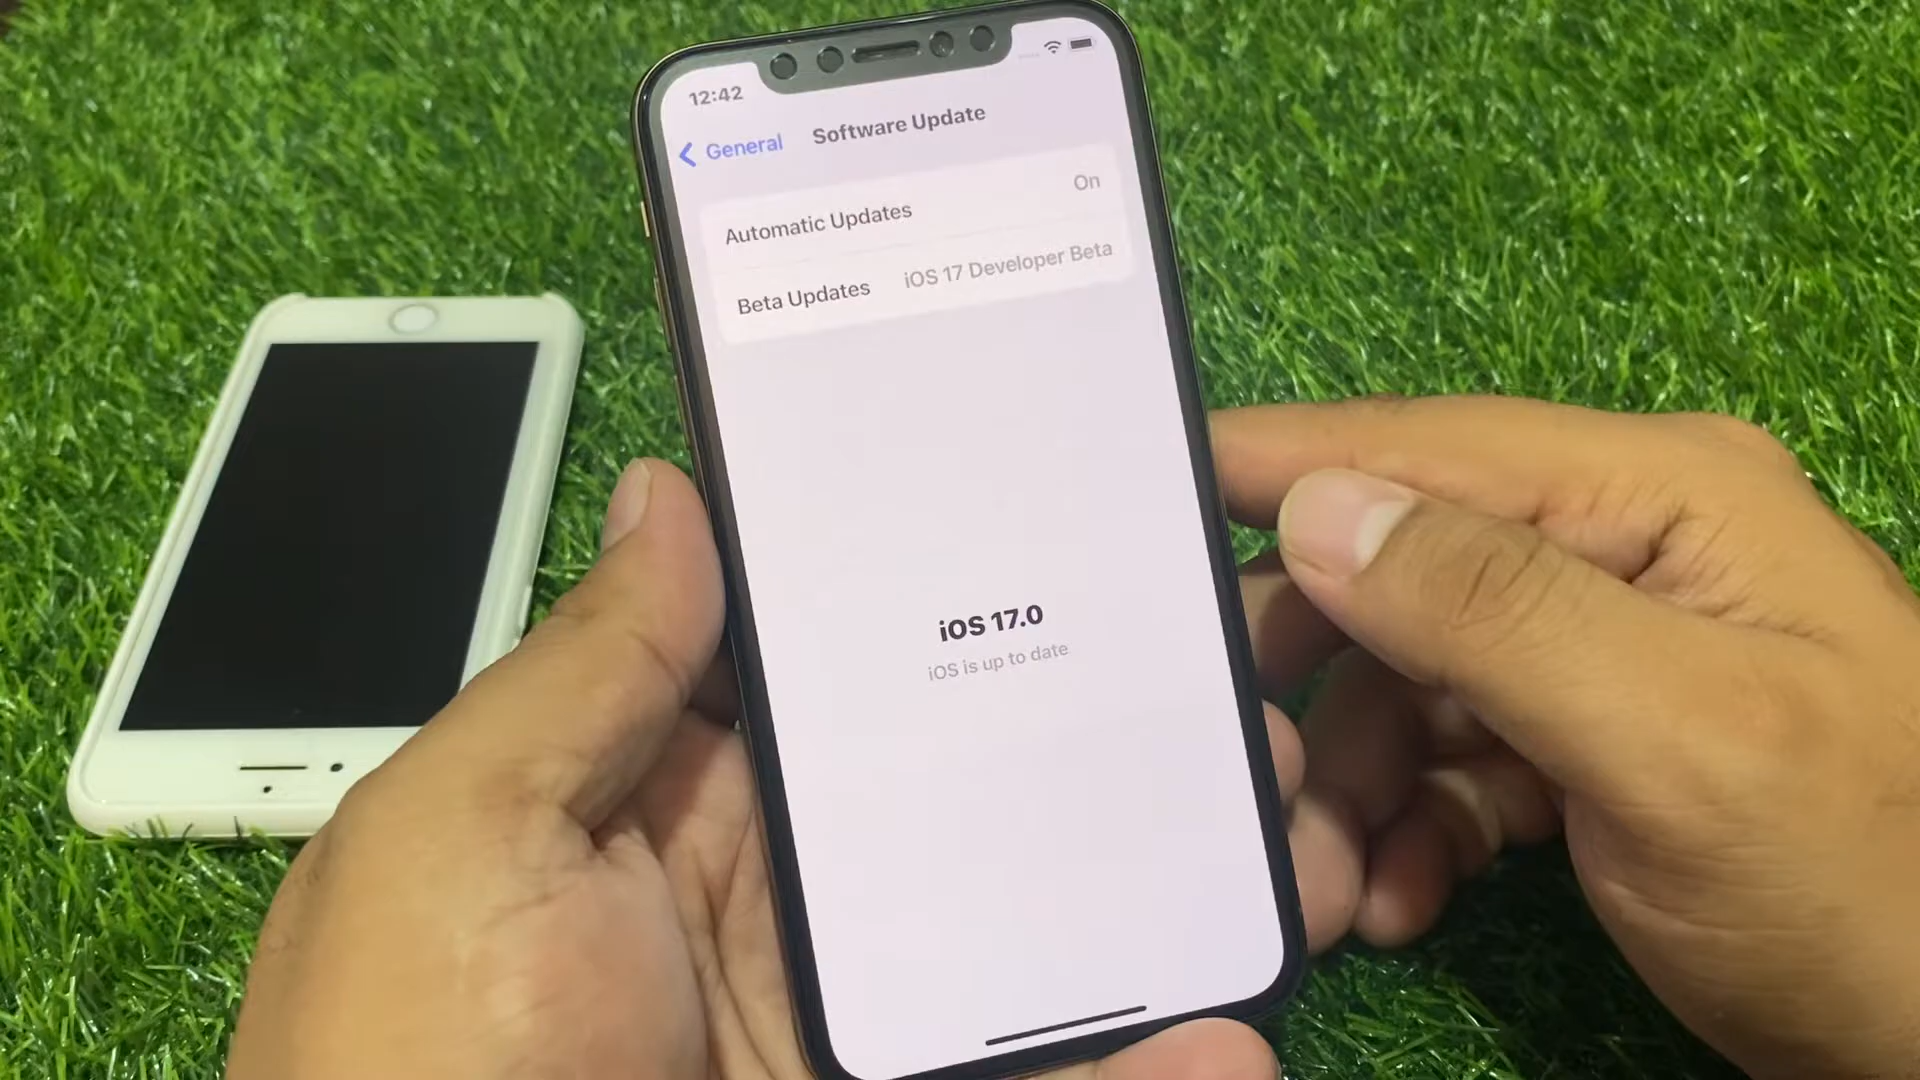 12:42
General
Software Update
Automatic Updates On
Beta Updates iOS 17 Developer Beta
iOS 17.0
iOS is up to date